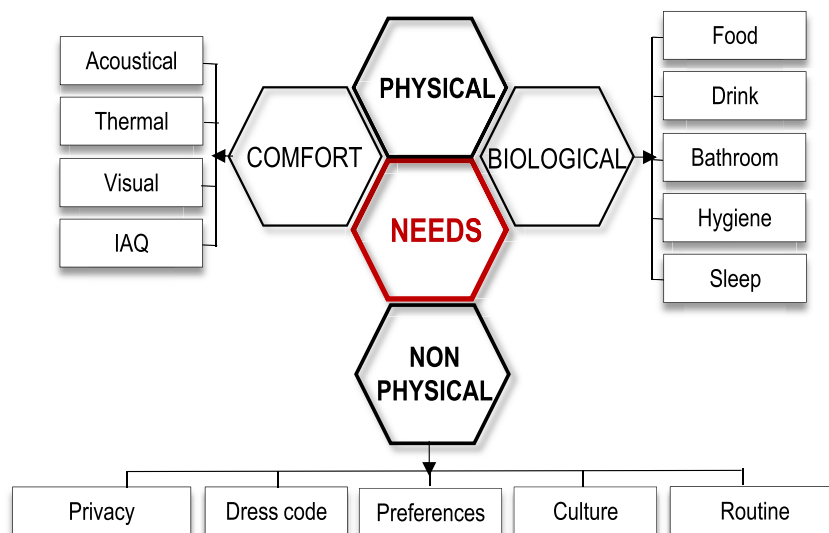 Acoustical
Thermal
Visual
IAQ
COMFORT
PHYSICAL
BIOLOGICAL
Food
Drink
Bathroom
Hygiene
Sleep
NEEDS
NON
PHYSICAL
Privacy
Dress code
Preferences
Culture
Routine